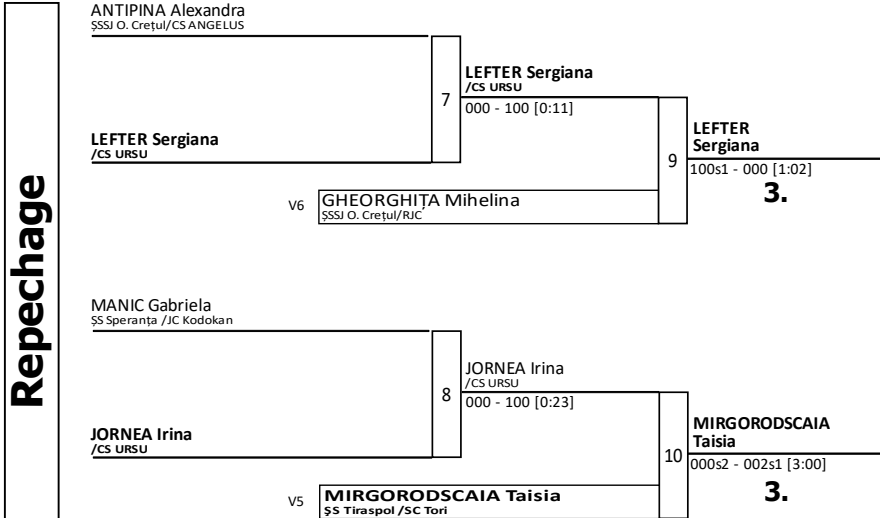 Repechage
ANTIPINA Alexandra
ȘSSJ O. Crețul/CS ANGELUS
LEFTER Sergiana
/CS URSU
7
LEFTER Sergiana
/CS URSU
000 - 100 [0:11]
V6
GHEORGHIȚA Mihelina
ȘSSJ O. Crețul/RJC
9
LEFTER
Sergiana
100s1 - 000 [1:02]
3.
MANIC Gabriela
ȘS Speranța /JC Kodokan
JORNEA Irina
/CS URSU
8
JORNEA Irina
/CS URSU
000 - 100 [0:23]
V5
MIRGORODSCAIA Taisia
ȘS Tiraspol /SC Tori
10
MIRGORODSCAIA
Taisia
000s2 - 002s1 [3:00]
3.